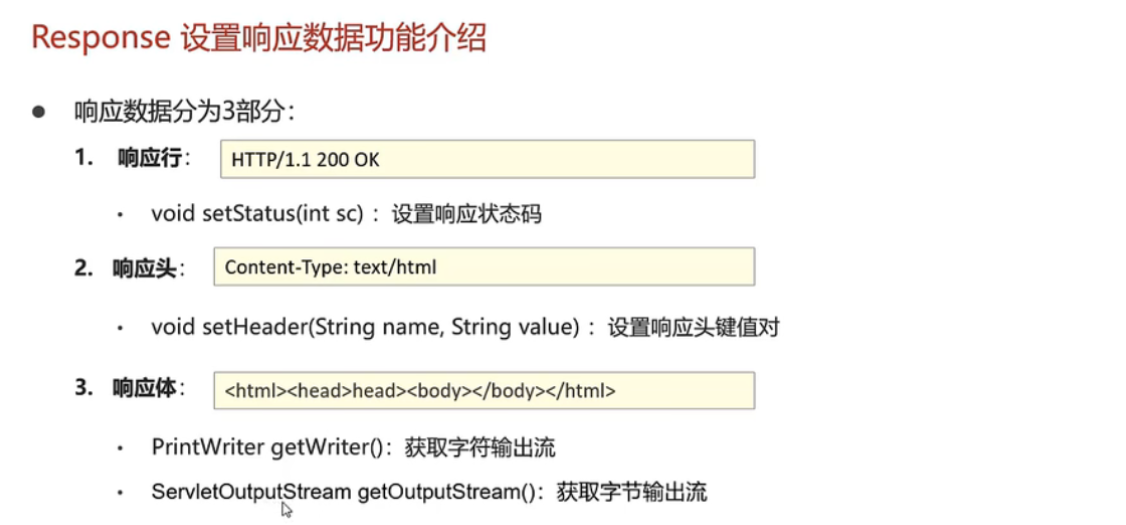 Response 设置响应数据功能介绍
● 响应数据分为3部分：
1. 响应行： HTTP/1.1 200 OK
• void setStatus(int sc) ：设置响应状态码
2. 响应头： Content-Type: text/html
• void setHeader(String name, String value) ：设置响应头键值对
3. 响应体： <html><head>head><body></body></html>
• PrintWriter getWriter()：获取字符输出流
• ServletOutputStream getOutputStream()：获取字节输出流